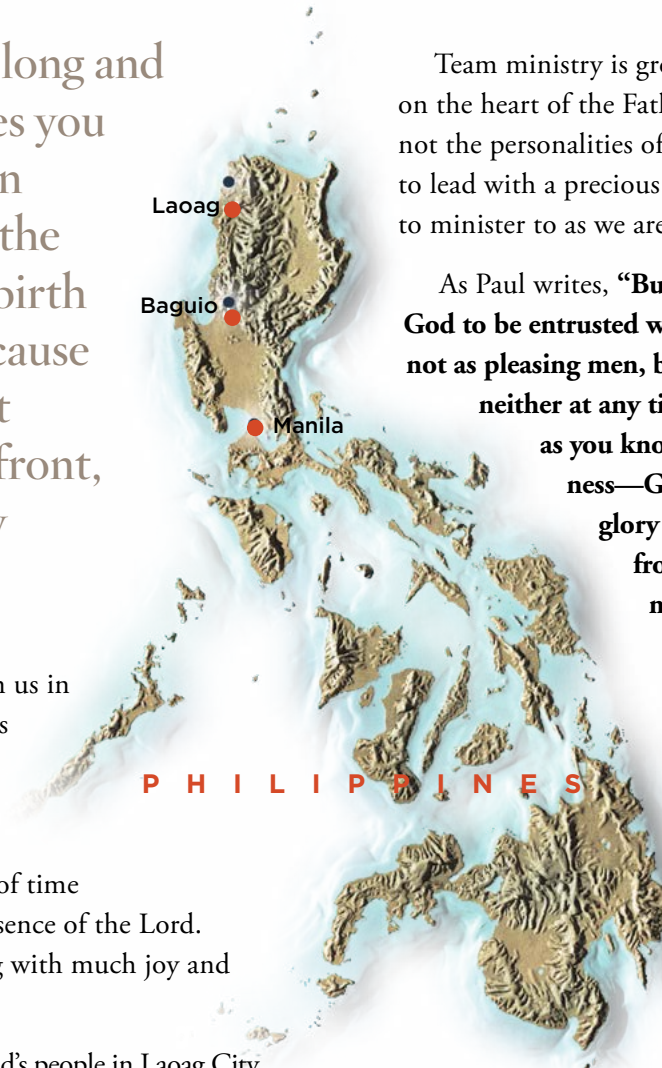 long and
es you
n
the
birth
cause
t
front,
y
n us in
s
of time
sence of the Lord.
g with much joy and
d’s people in Laoag City
Laoag
Baguio
Manila
PHILIPPINES
Team ministry is gr
on the heart of the Fat
not the personalities of
to lead with a precious
to minister to as we are
As Paul writes, “Bu
God to be entrusted w
not as pleasing men, b
neither at any ti
as you kno
ness—G
glory
fro
n